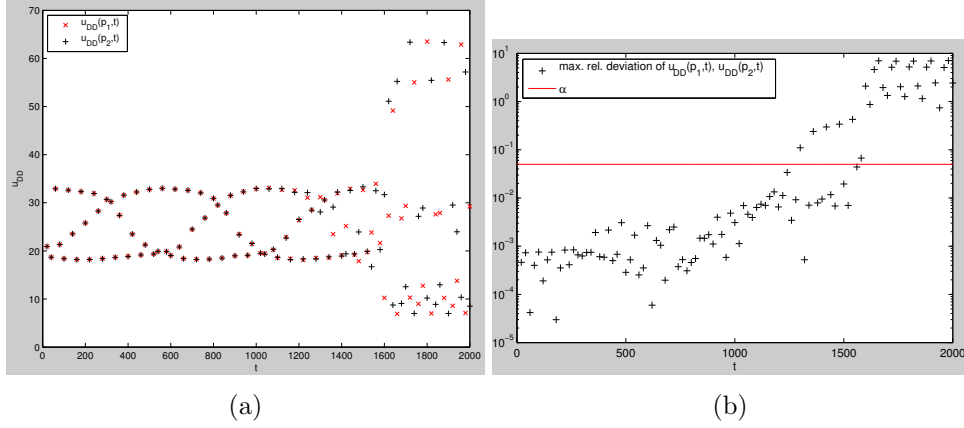 70
60
50
40
30
20
10
0
u_DD
0 200 400 600 800 1000 1200 1400 1600 1800 2000
t
u_DD(p_1,t)
u_DD(p_2,t)
(a)
10^1
10^0
10^-1
10^-2
10^-3
10^-4
10^-5
0 500 1000 1500 2000
t
max. rel. deviation of u_DD(p_1,t), u_DD(p_2,t)
α
(b)